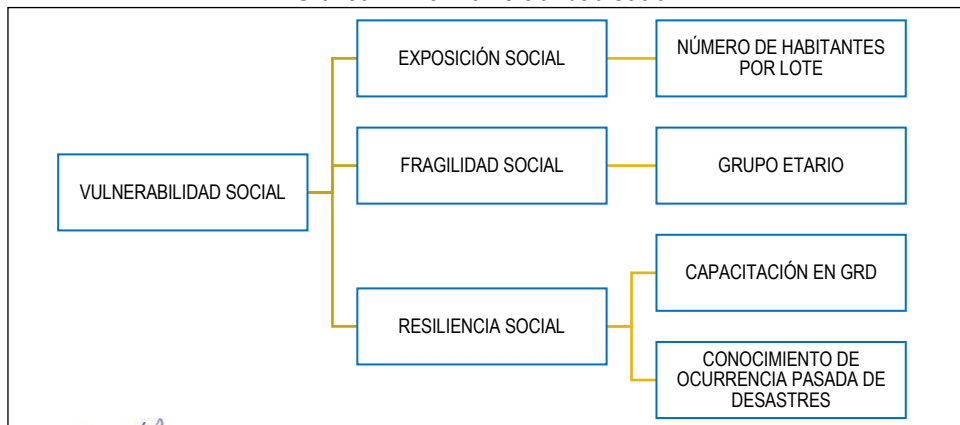 VULNERABILIDAD SOCIAL
EXPOSICIÓN SOCIAL
NÚMERO DE HABITANTES
POR LOTE
FRAGILIDAD SOCIAL
GRUPO ETARIO
RESILIENCIA SOCIAL
CAPACITACIÓN EN GRD
CONOCIMIENTO DE
OCURRENCIA PASADA DE
DESASTRES